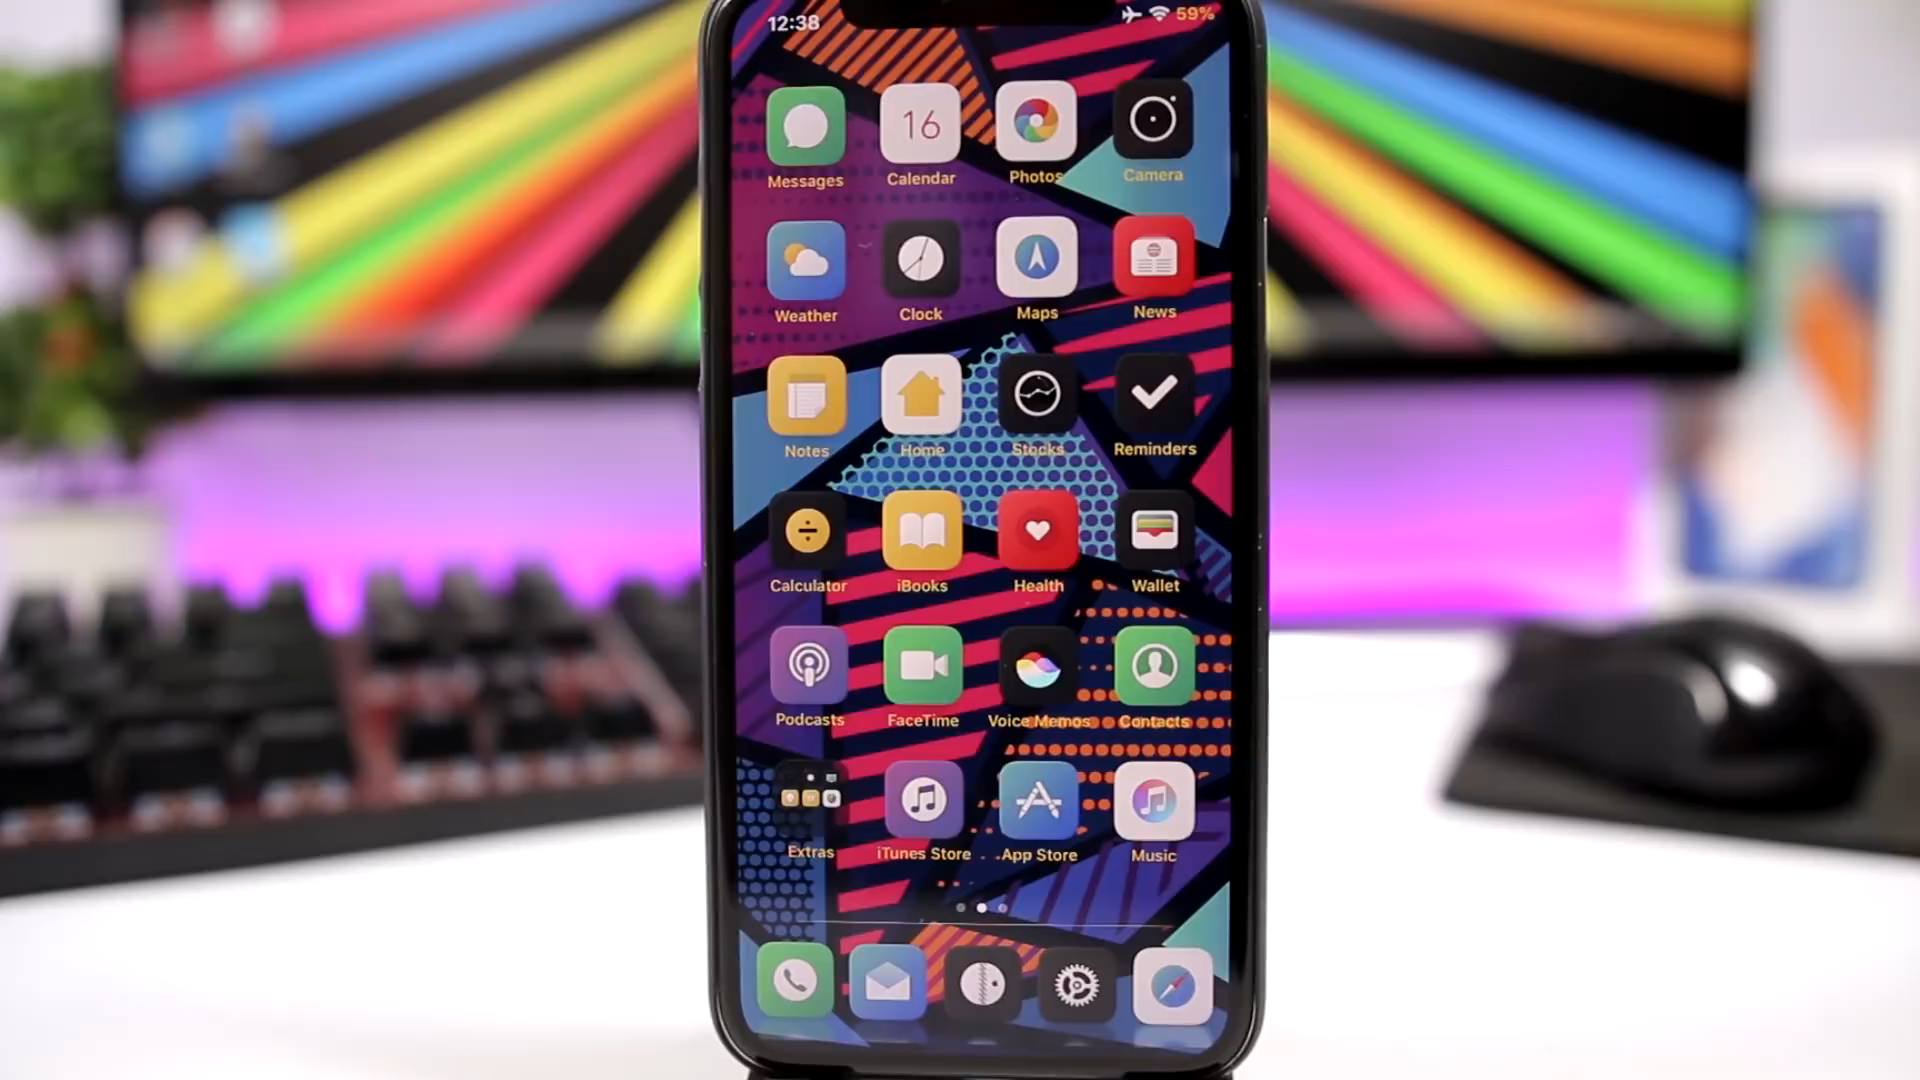 12:38 59%
16
Messages Calendar Photos Camera
Weather Clock Maps News
Notes Home Stocks Reminders
Calculator iBooks Health Wallet
Podcasts FaceTime Voice Memos Contacts
Extras iTunes Store App Store Music